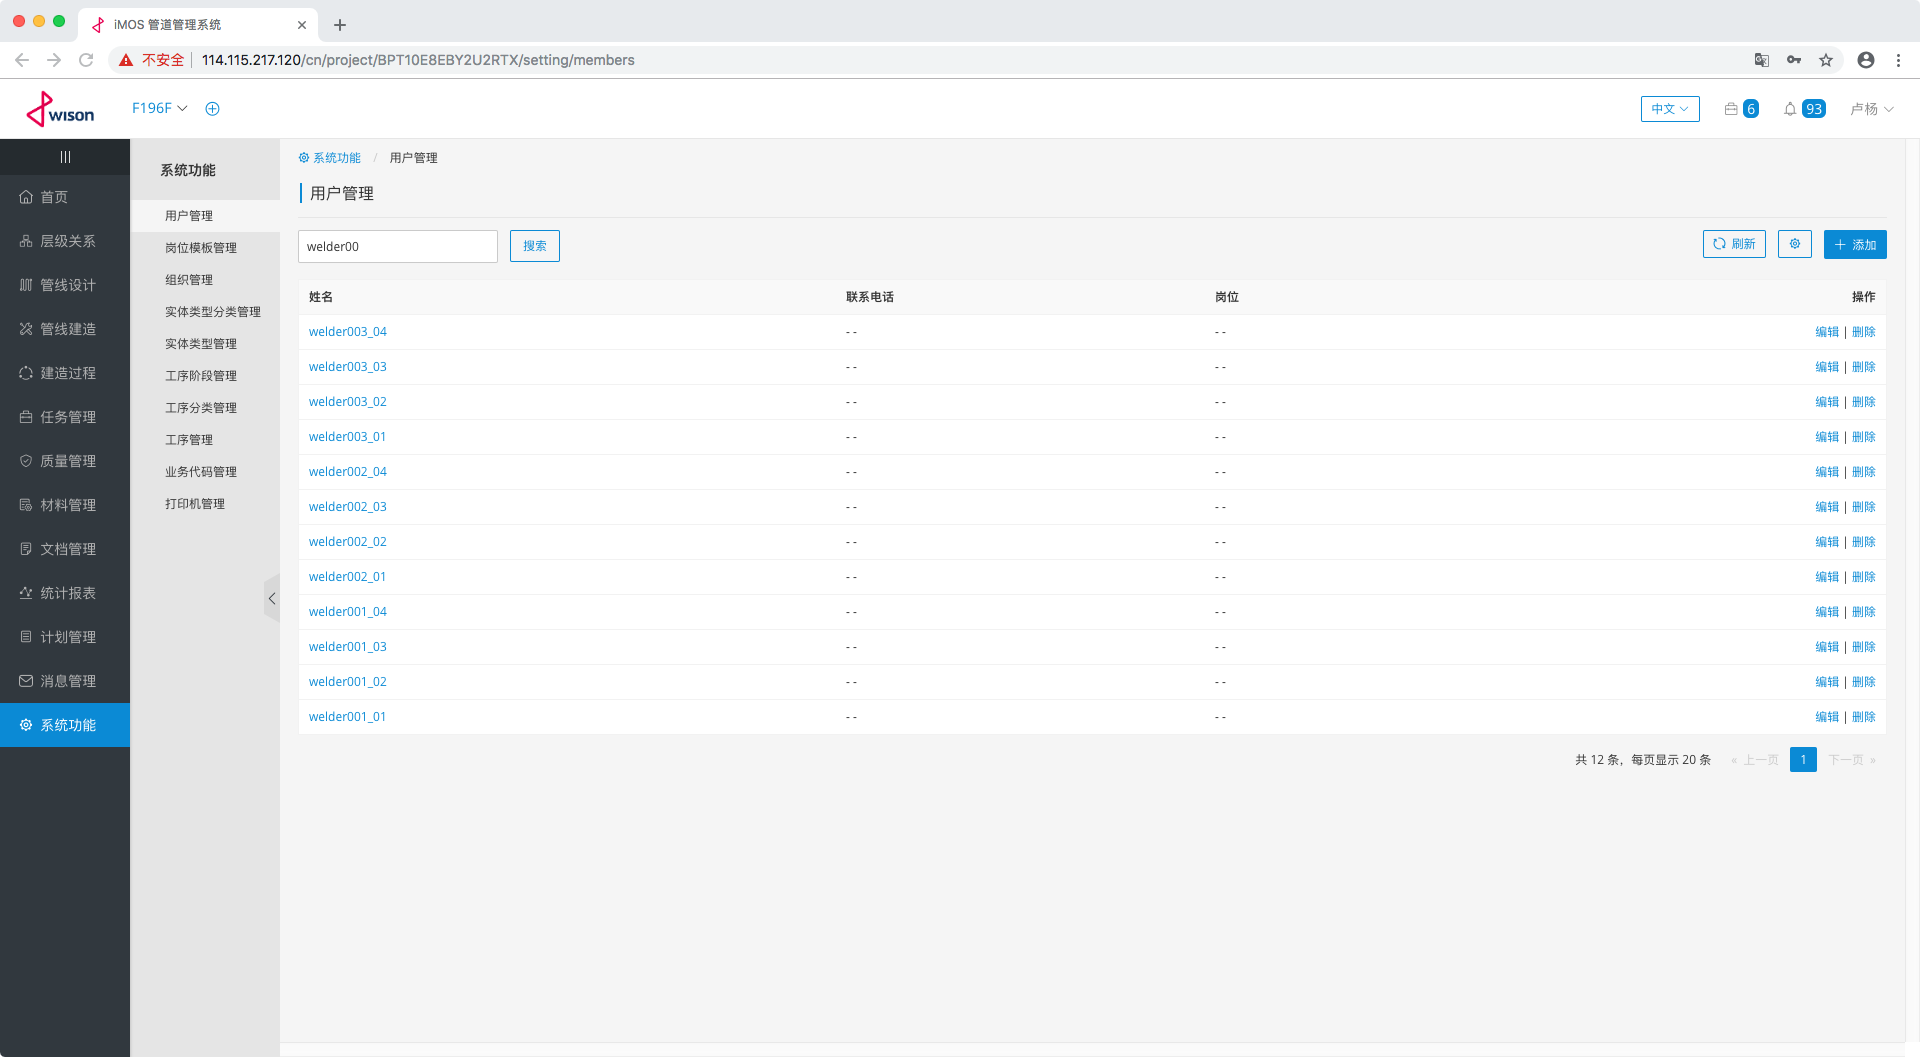 iMOS 管道管理系统
不安全 114.115.217.120/cn/project/BPT10E8EBY2U2RTX/setting/members
wison F196F 中文 6 93 卢杨
首页
层级关系
管线设计
管线建造
建造过程
任务管理
质量管理
材料管理
文档管理
统计报表
计划管理
消息管理
系统功能
系统功能
用户管理
岗位模板管理
组织管理
实体类型分类管理
实体类型管理
工序阶段管理
工序分类管理
工序管理
业务代码管理
打印机管理
系统功能 / 用户管理
用户管理
welder00 搜索 刷新 添加
姓名 联系电话 岗位 操作
welder003_04 -- -- 编辑 | 删除
welder003_03 -- -- 编辑 | 删除
welder003_02 -- -- 编辑 | 删除
welder003_01 -- -- 编辑 | 删除
welder002_04 -- -- 编辑 | 删除
welder002_03 -- -- 编辑 | 删除
welder002_02 -- -- 编辑 | 删除
welder002_01 -- -- 编辑 | 删除
welder001_04 -- -- 编辑 | 删除
welder001_03 -- -- 编辑 | 删除
welder001_02 -- -- 编辑 | 删除
welder001_01 -- -- 编辑 | 删除
共 12 条，每页显示 20 条 « 上一页 1 下一页 »